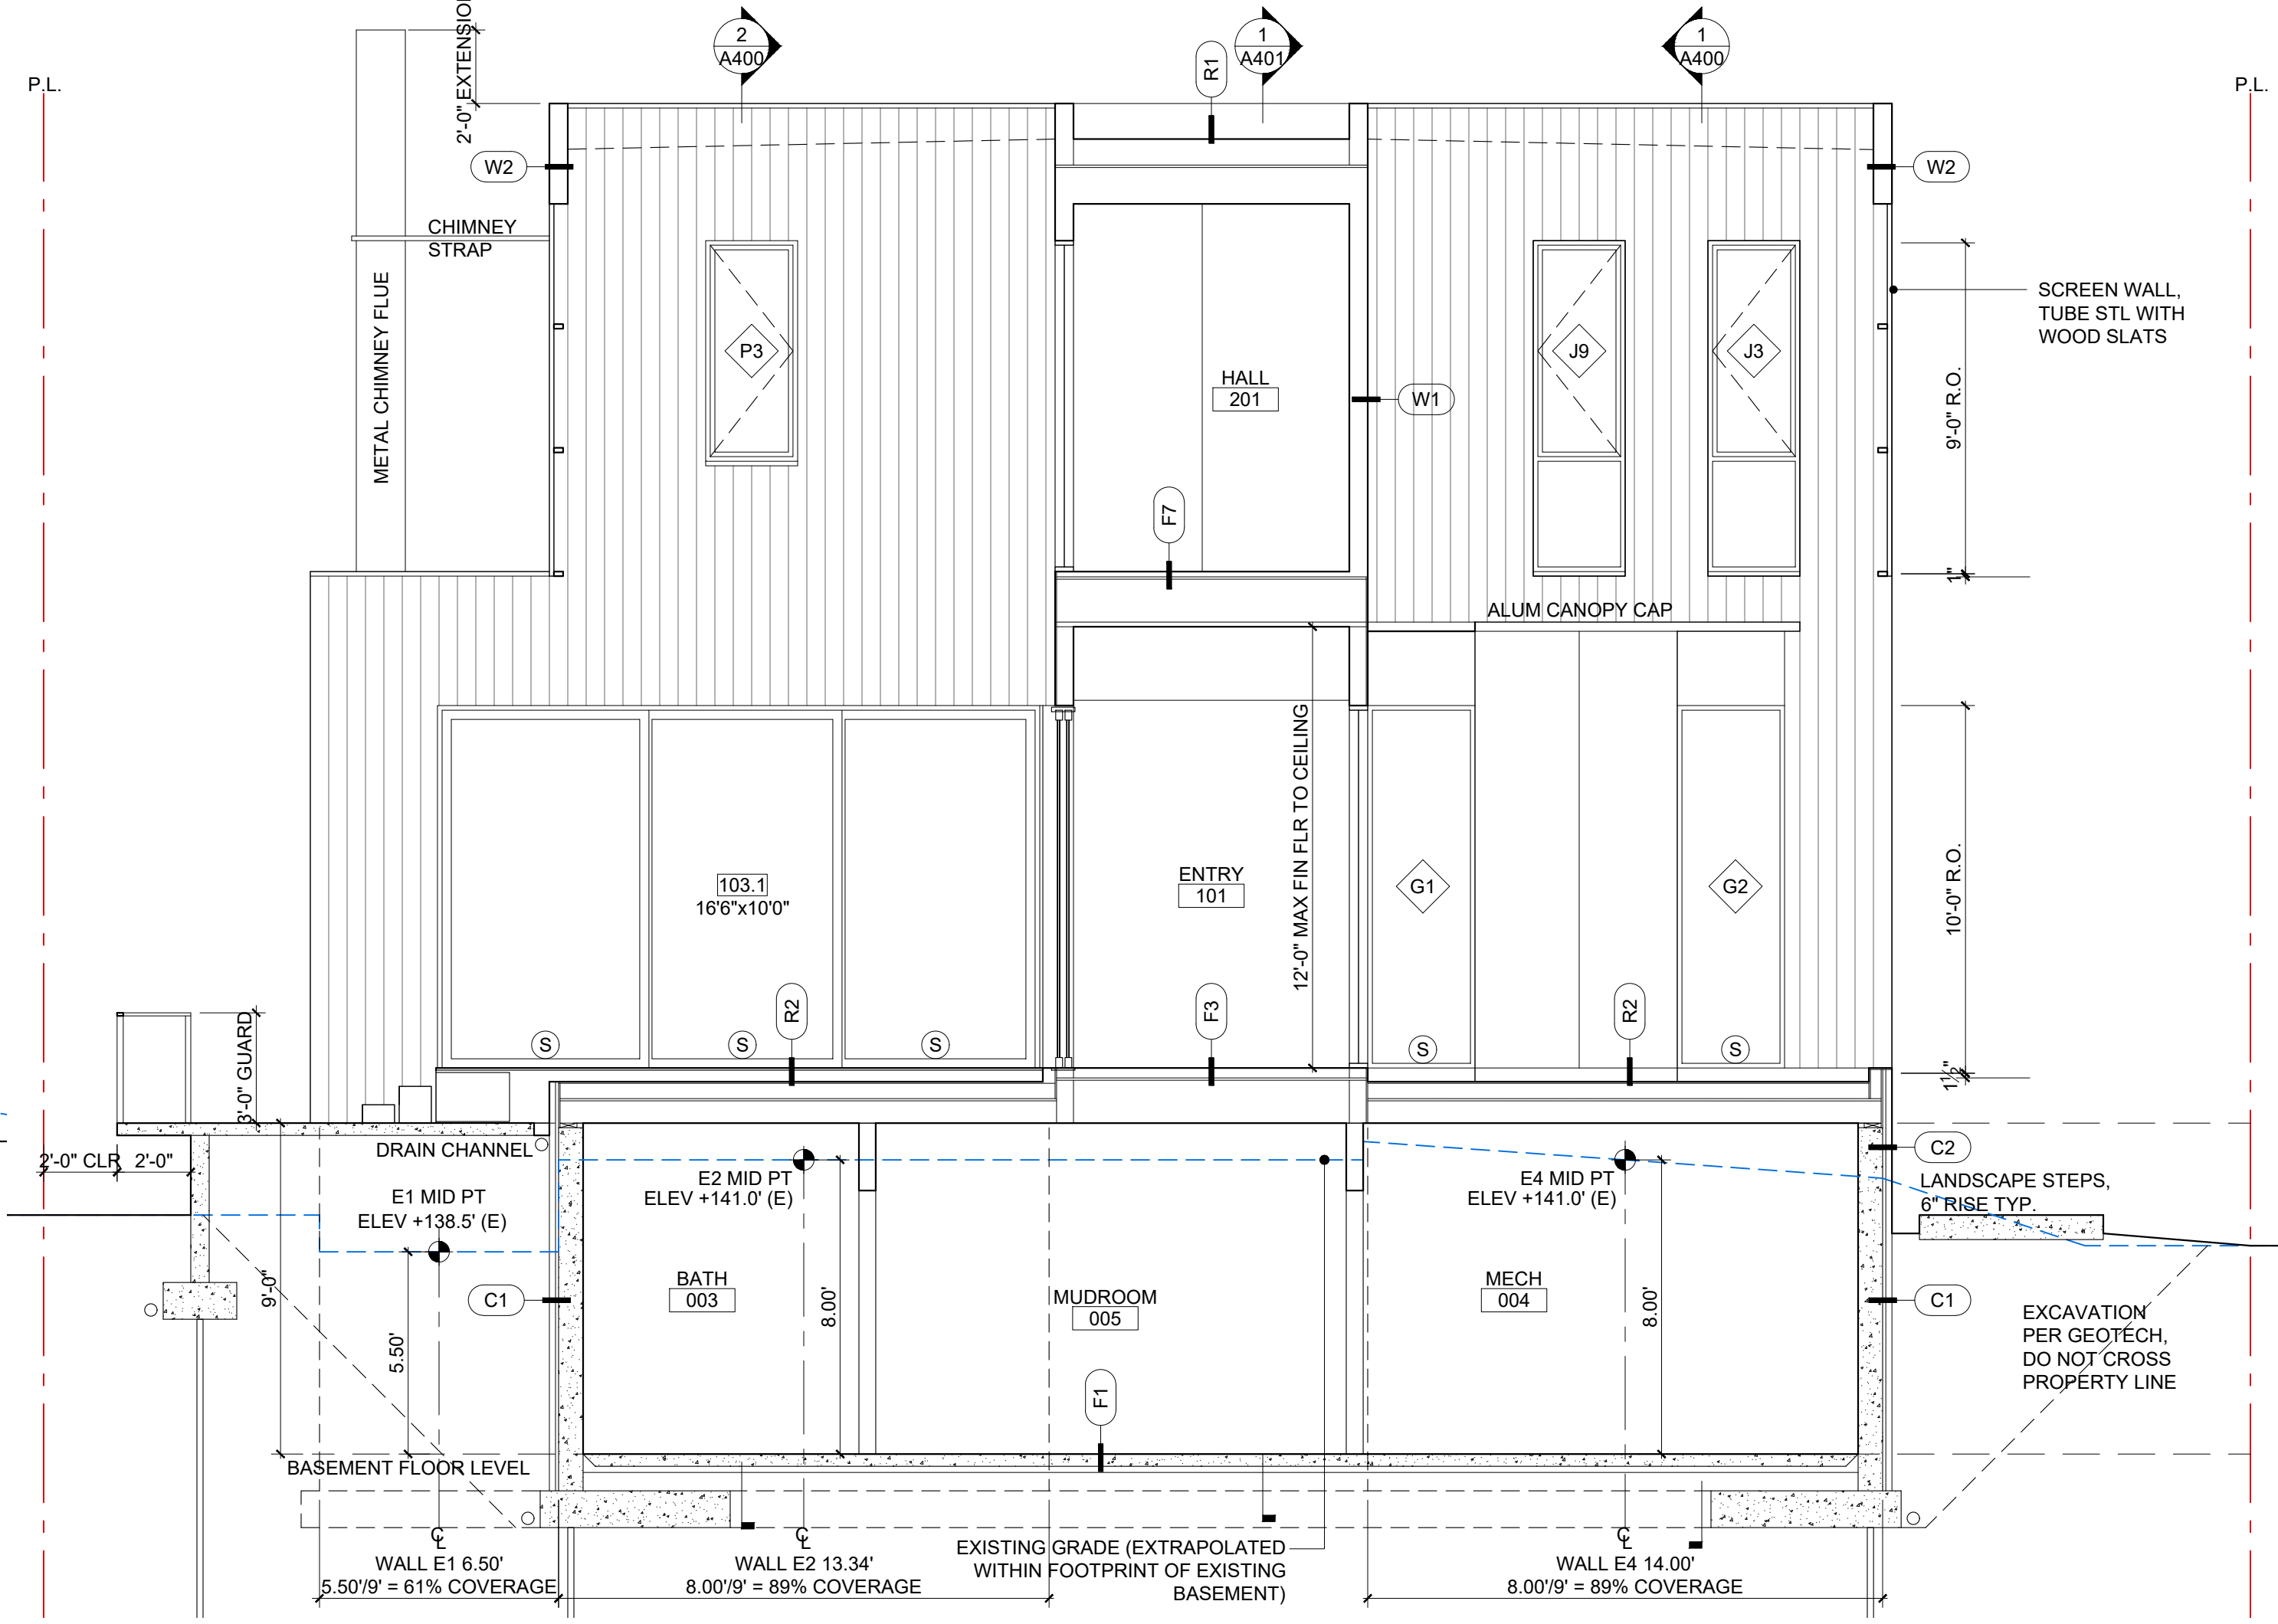 2'-0" EXTENSION
2
A400
R1
1
A401
1
A400
P.L.
P.L.
W2
W2
CHIMNEY
STRAP
METAL CHIMNEY FLUE
SCREEN WALL,
TUBE STL WITH
WOOD SLATS
P3
J9
J3
HALL
201
W1
9'-0" R.O.
F7
1"
ALUM CANOPY CAP
12'-0" MAX FIN FLR TO CEILING
103.1
16'6"x10'0"
ENTRY
101
G1
G2
10'-0" R.O.
R2
F3
R2
S
S
S
S
S
3'-0" GUARD
1½"
2'-0" CLR
2'-0"
DRAIN CHANNEL
C2
E1 MID PT
ELEV +138.5' (E)
E2 MID PT
ELEV +141.0' (E)
E4 MID PT
ELEV +141.0' (E)
LANDSCAPE STEPS,
6" RISE TYP.
9'-0"
5.50'
C1
BATH
003
8.00'
MUDROOM
005
MECH
004
8.00'
C1
EXCAVATION
PER GEOTECH,
DO NOT CROSS
PROPERTY LINE
F1
BASEMENT FLOOR LEVEL
℄
℄
℄
WALL E1 6.50'
5.50'/9' = 61% COVERAGE
WALL E2 13.34'
8.00'/9' = 89% COVERAGE
EXISTING GRADE (EXTRAPOLATED
WITHIN FOOTPRINT OF EXISTING
BASEMENT)
WALL E4 14.00'
8.00'/9' = 89% COVERAGE